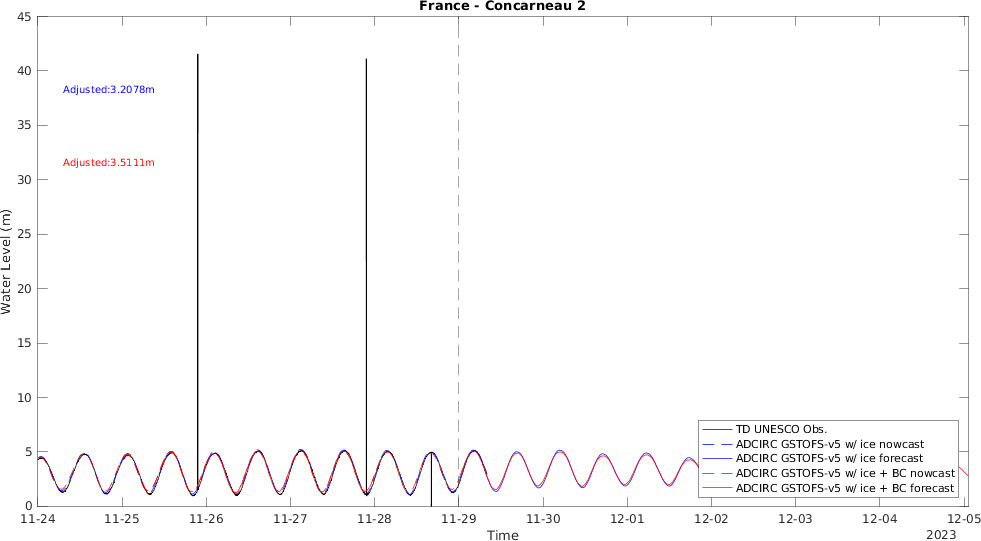 France - Concarneau 2
45
40
35
30
25
20
15
10
5
0
Water Level (m)
Adjusted:3.2078m
Adjusted:3.5111m
TD UNESCO Obs.
ADCIRC GSTOFS-v5 w/ ice nowcast
ADCIRC GSTOFS-v5 w/ ice forecast
ADCIRC GSTOFS-v5 w/ ice + BC nowcast
ADCIRC GSTOFS-v5 w/ ice + BC forecast
11-24 11-25 11-26 11-27 11-28 11-29 11-30 12-01 12-02 12-03 12-04 12-05
Time
2023